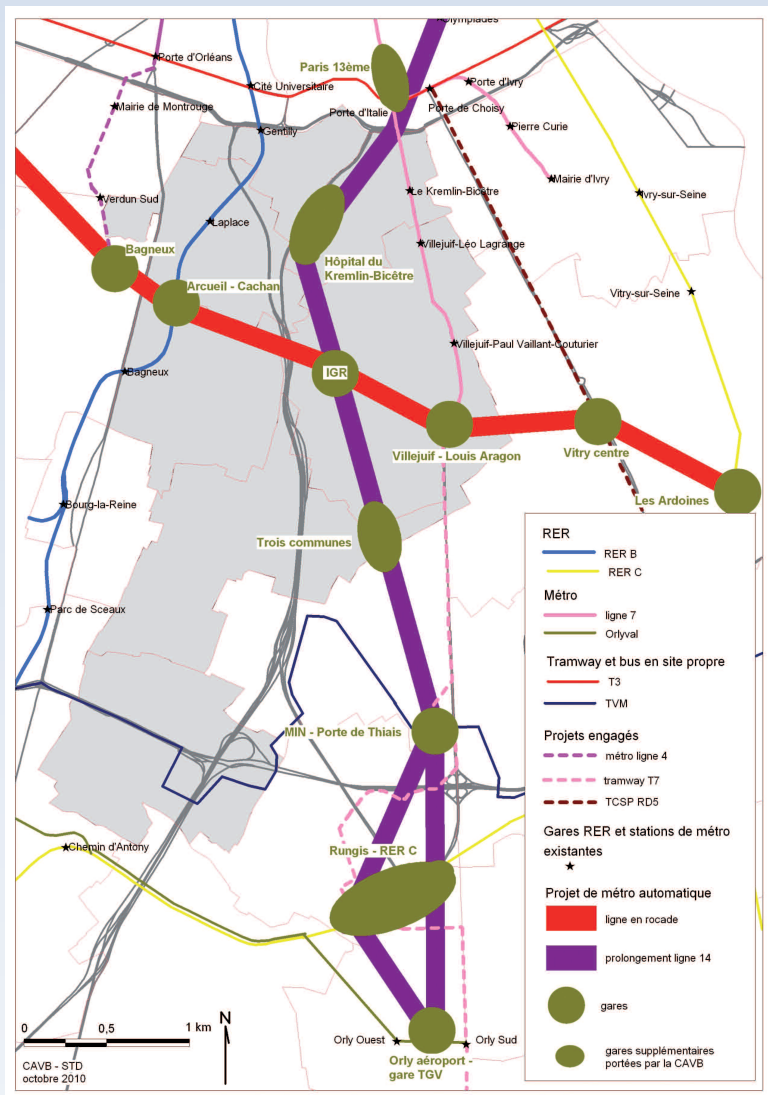 Olympiades
Porte d'Orléans
Paris 13ème
Cité Universitaire
Porte d'Ivry
Mairie de Montrouge
Porte d'Italie
Porte de Choisy
Gentilly
Pierre Curie
Mairie d'Ivry
Le Kremlin-Bicêtre
Ivry-sur-Seine
Verdun Sud
Laplace
Villejuif-Léo Lagrange
Bagneux
Hôpital du
Kremlin-Bicêtre
Arcueil - Cachan
Vitry-sur-Seine
Villejuif-Paul Vaillant-Couturier
Bagneux
IGR
Villejuif - Louis Aragon
Vitry centre
Les Ardoines
Bourg-la-Reine
Trois communes
Parc de Sceaux
MIN - Porte de Thiais
Chemin d'Antony
Rungis - RER C
Orly Ouest
Orly Sud
Orly aéroport -
gare TGV
RER
RER B
RER C
Métro
ligne 7
Orlyval
Tramway et bus en site propre
T3
TVM
Projets engagés
métro ligne 4
tramway T7
TCSP RD5
Gares RER et stations de métro
existantes
Projet de métro automatique
ligne en rocade
prolongement ligne 14
gares
gares supplémentaires
portées par la CAVB
0 0,5 1 km
N
CAVB - STD
octobre 2010